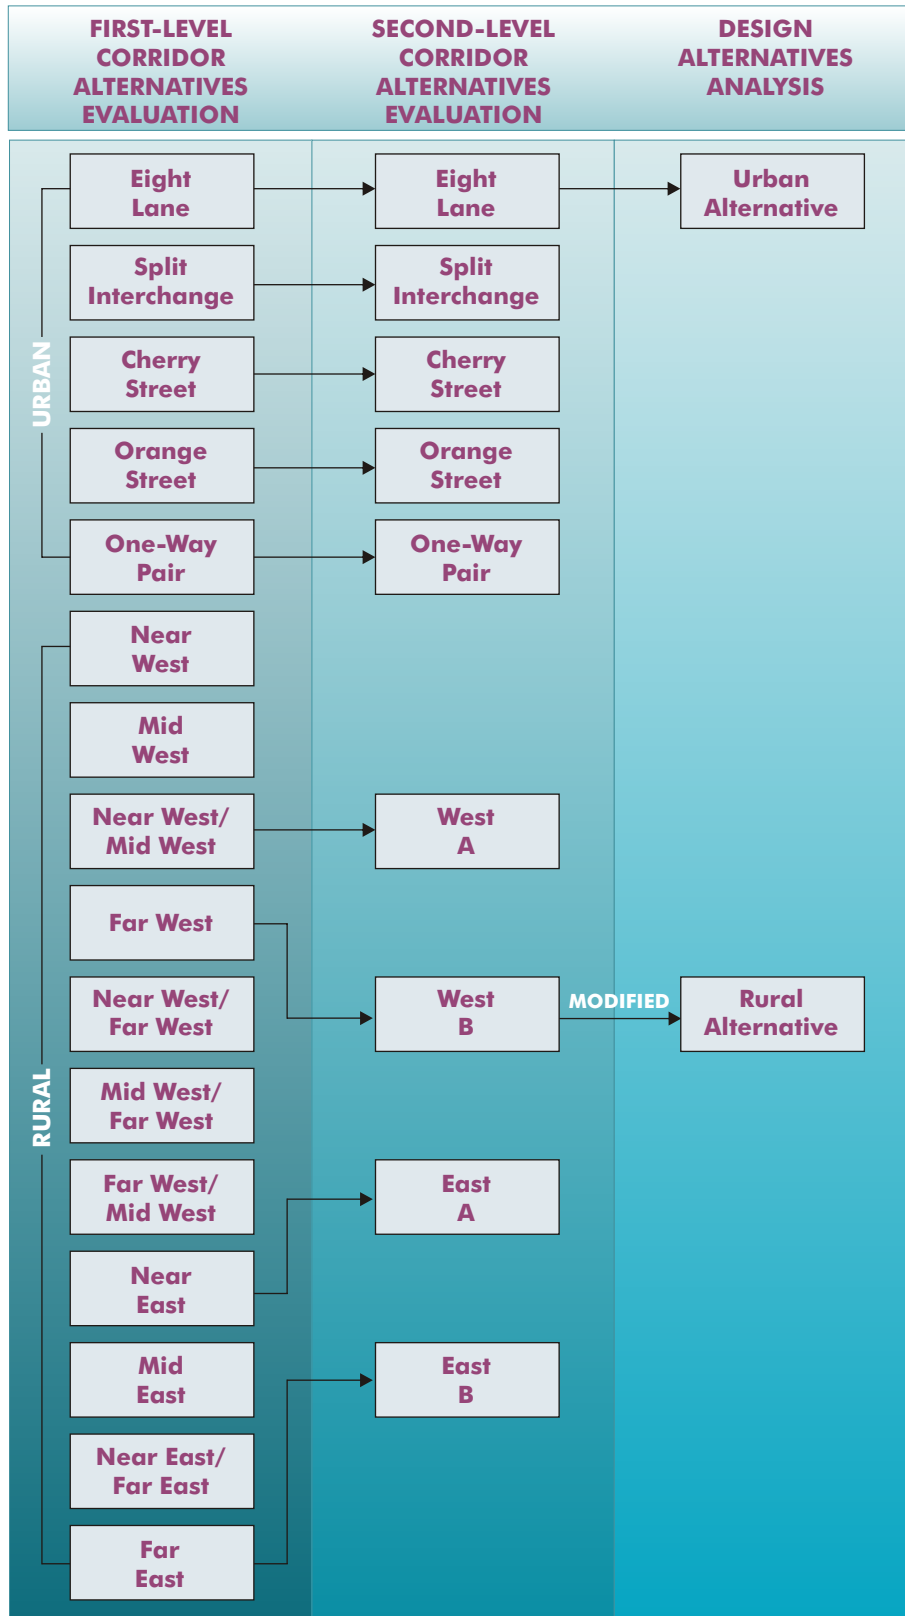 FIRST-LEVEL
CORRIDOR
ALTERNATIVES
EVALUATION
SECOND-LEVEL
CORRIDOR
ALTERNATIVES
EVALUATION
DESIGN
ALTERNATIVES
ANALYSIS
URBAN
Eight
Lane
Eight
Lane
Urban
Alternative
Split
Interchange
Split
Interchange
Cherry
Street
Cherry
Street
Orange
Street
Orange
Street
One-Way
Pair
One-Way
Pair
RURAL
Near
West
Mid
West
Near West/
Mid West
West
A
Far West
Near West/
Far West
West
B
MODIFIED
Rural
Alternative
Mid West/
Far West
Far West/
Mid West
East
A
Near
East
Mid
East
East
B
Near East/
Far East
Far
East